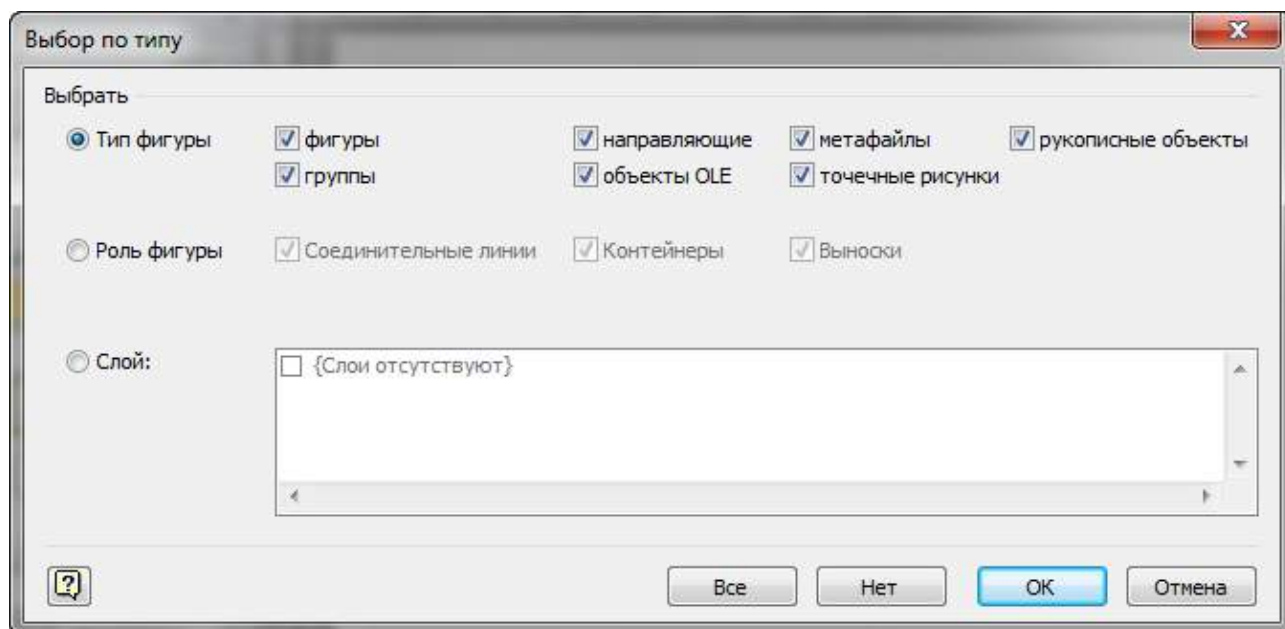 Выбор по типу
Выбрать
Тип фигуры фигуры направляющие метафайлы рукописные объекты
группы объекты OLE точечные рисунки
Роль фигуры Соединительные линии Контейнеры Выноски
Слой: {Слои отсутствуют}
Все Нет ОК Отмена